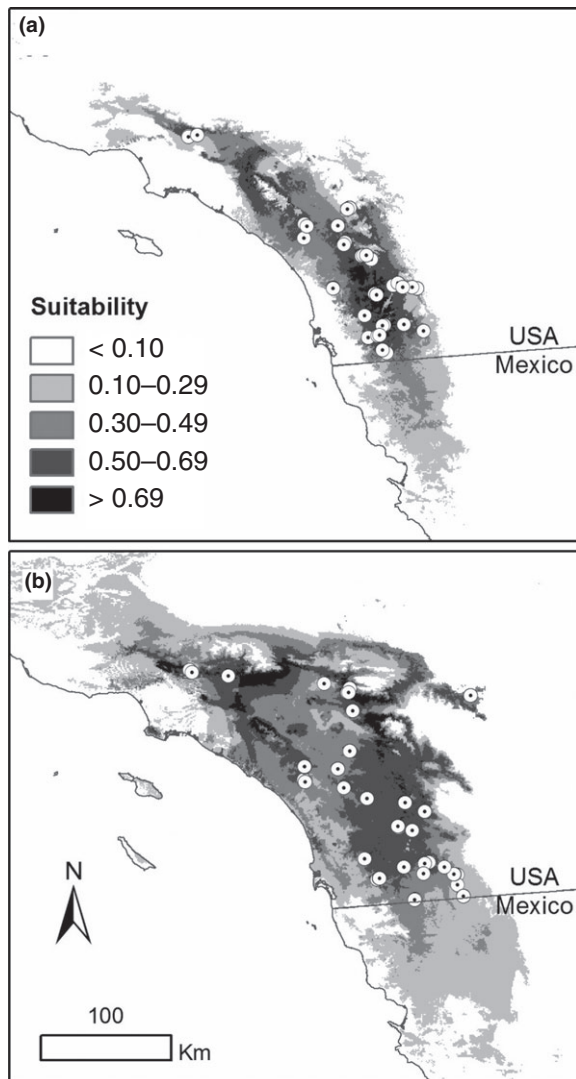 (a)
Suitability
< 0.10
0.10–0.29
0.30–0.49
0.50–0.69
> 0.69
USA
Mexico
(b)
N
100
Km
USA
Mexico